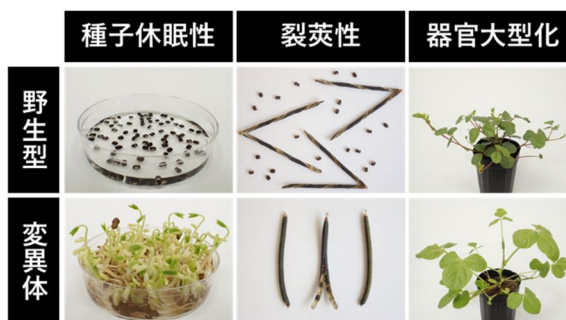 種子休眠性
裂莢性
器官大型化
野生型
変異体